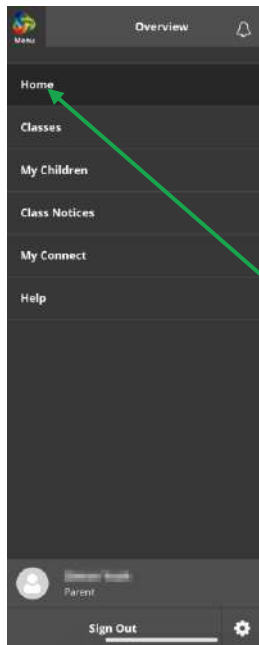 Overview
Menu
Home
Classes
My Children
Class Notices
My Connect
Help
Parent
Sign Out